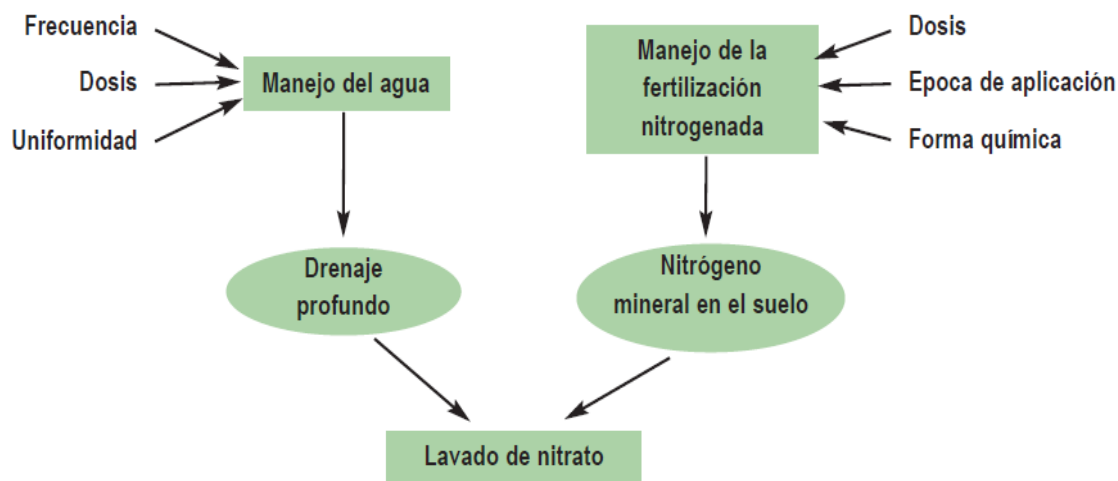 Frecuencia
Dosis
Uniformidad
Manejo del agua
Manejo de la
fertilización
nitrogenada
Dosis
Epoca de aplicación
Forma química
Drenaje
profundo
Nitrógeno
mineral en el suelo
Lavado de nitrato